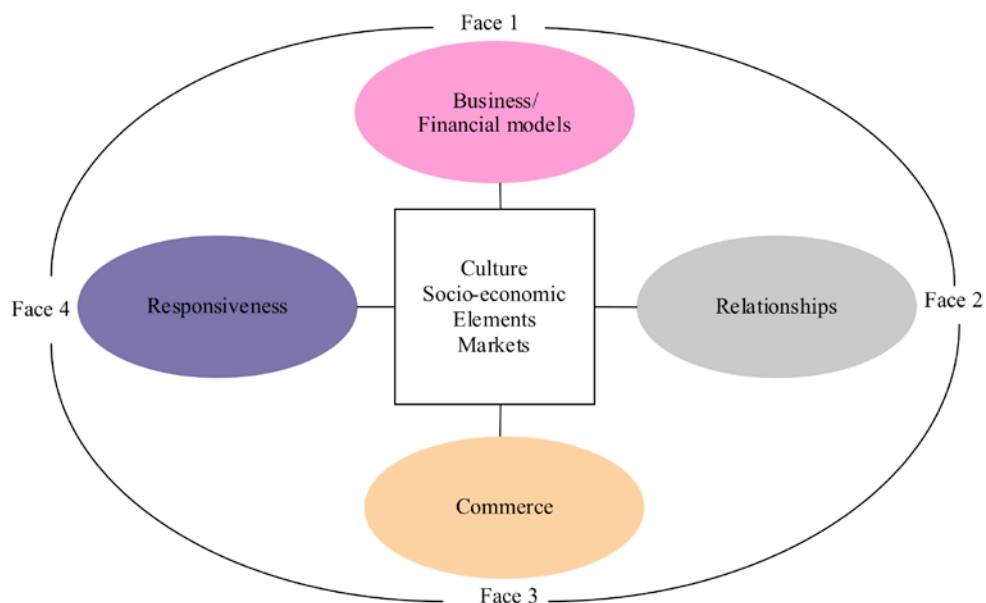 Face 1
Business/
Financial models
Culture
Socio-economic
Elements
Markets
Face 4
Responsiveness
Relationships
Face 2
Commerce
Face 3